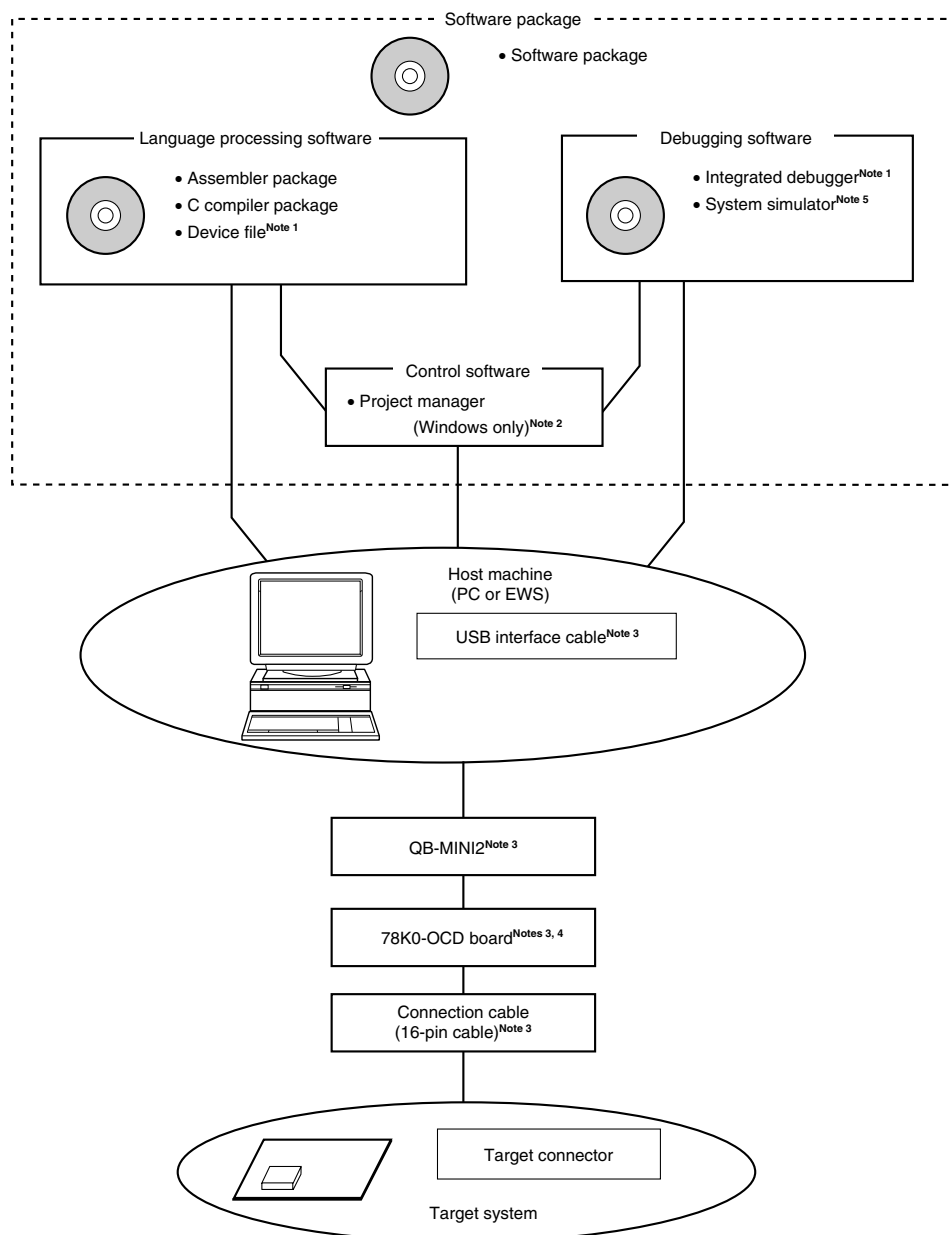 Software package
• Software package
Language processing software
• Assembler package
• C compiler package
• Device fileNote 1
Debugging software
• Integrated debuggerNote 1
• System simulatorNote 5
Control software
• Project manager
(Windows only)Note 2
Host machine
(PC or EWS)
USB interface cableNote 3
QB-MINI2Note 3
78K0-OCD boardNotes 3, 4
Connection cable
(16-pin cable)Note 3
Target connector
Target system